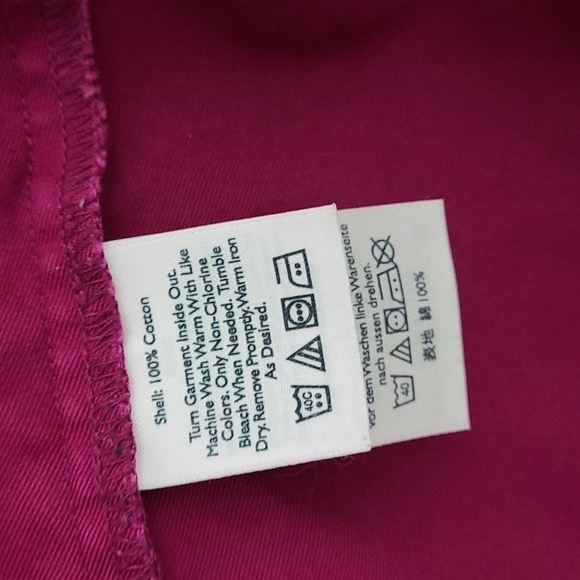 Shell: 100% Cotton
Turn Garment Inside Out.
Machine Wash Warm With Like
Colors. Only Non-Chlorine
Bleach When Needed. Tumble
Dry. Remove Promptly. Warm Iron
As Desired.
40C
vor dem Waschen linke Warenseite
nach aussen drehen.
40
表地 綿 100%